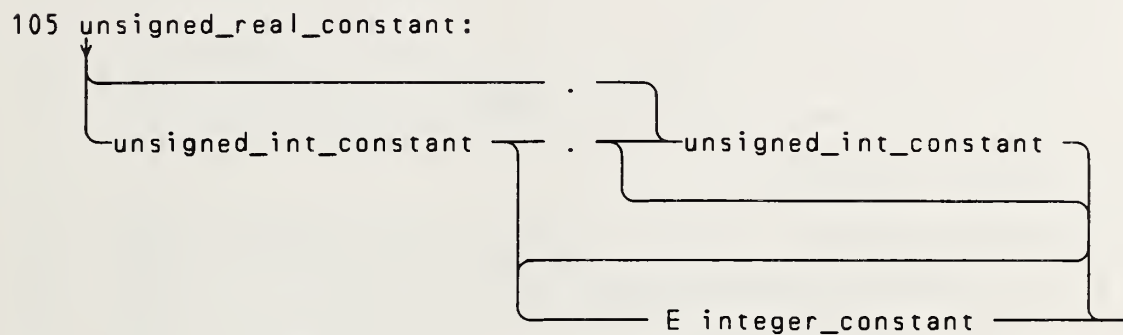 105 unsigned_real_constant:
.
unsigned_int_constant . unsigned_int_constant
E integer_constant